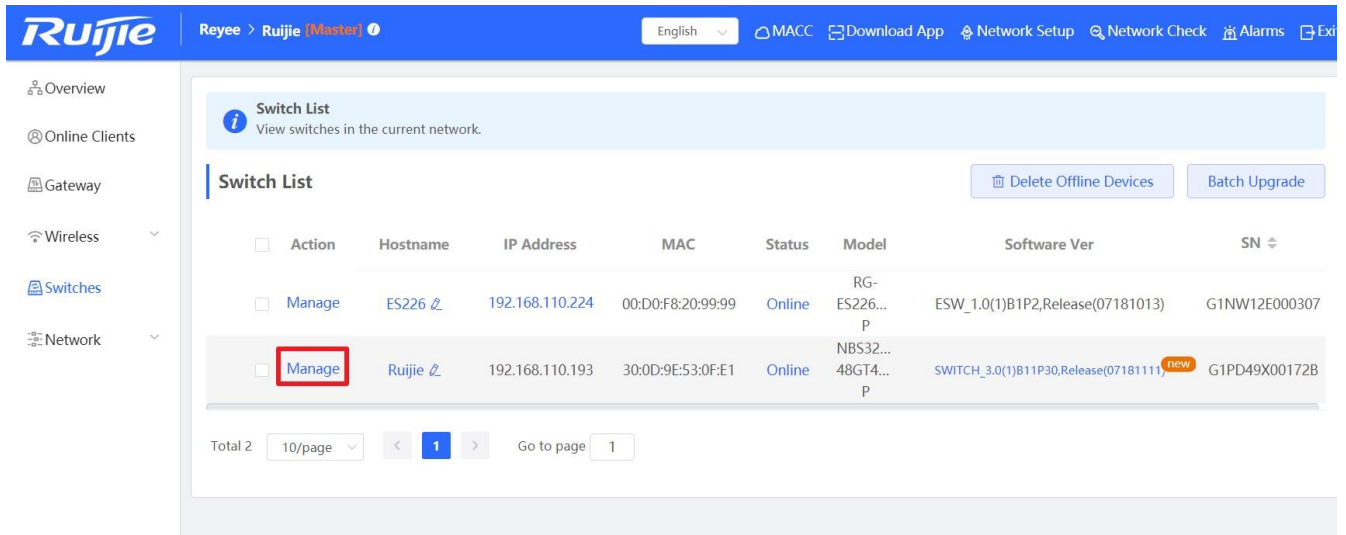 Ruijie
Reyee > Ruijie [Master]
English
MACC
Download App
Network Setup
Network Check
Alarms
Exi
Overview
Online Clients
Gateway
Wireless
Switches
Network
Switch List
View switches in the current network.
Switch List
Delete Offline Devices
Batch Upgrade
Action Hostname IP Address MAC Status Model Software Ver SN
RG-
Manage ES226 192.168.110.224 00:D0:F8:20:99:99 Online ES226... ESW_1.0(1)B1P2,Release(07181013) G1NW12E000307
P
NBS32...
Manage Ruijie 192.168.110.193 30:0D:9E:53:0F:E1 Online 48GT4... SWITCH_3.0(1)B11P30,Release(07181111) new G1PD49X00172B
P
Total 2 10/page < 1 > Go to page 1